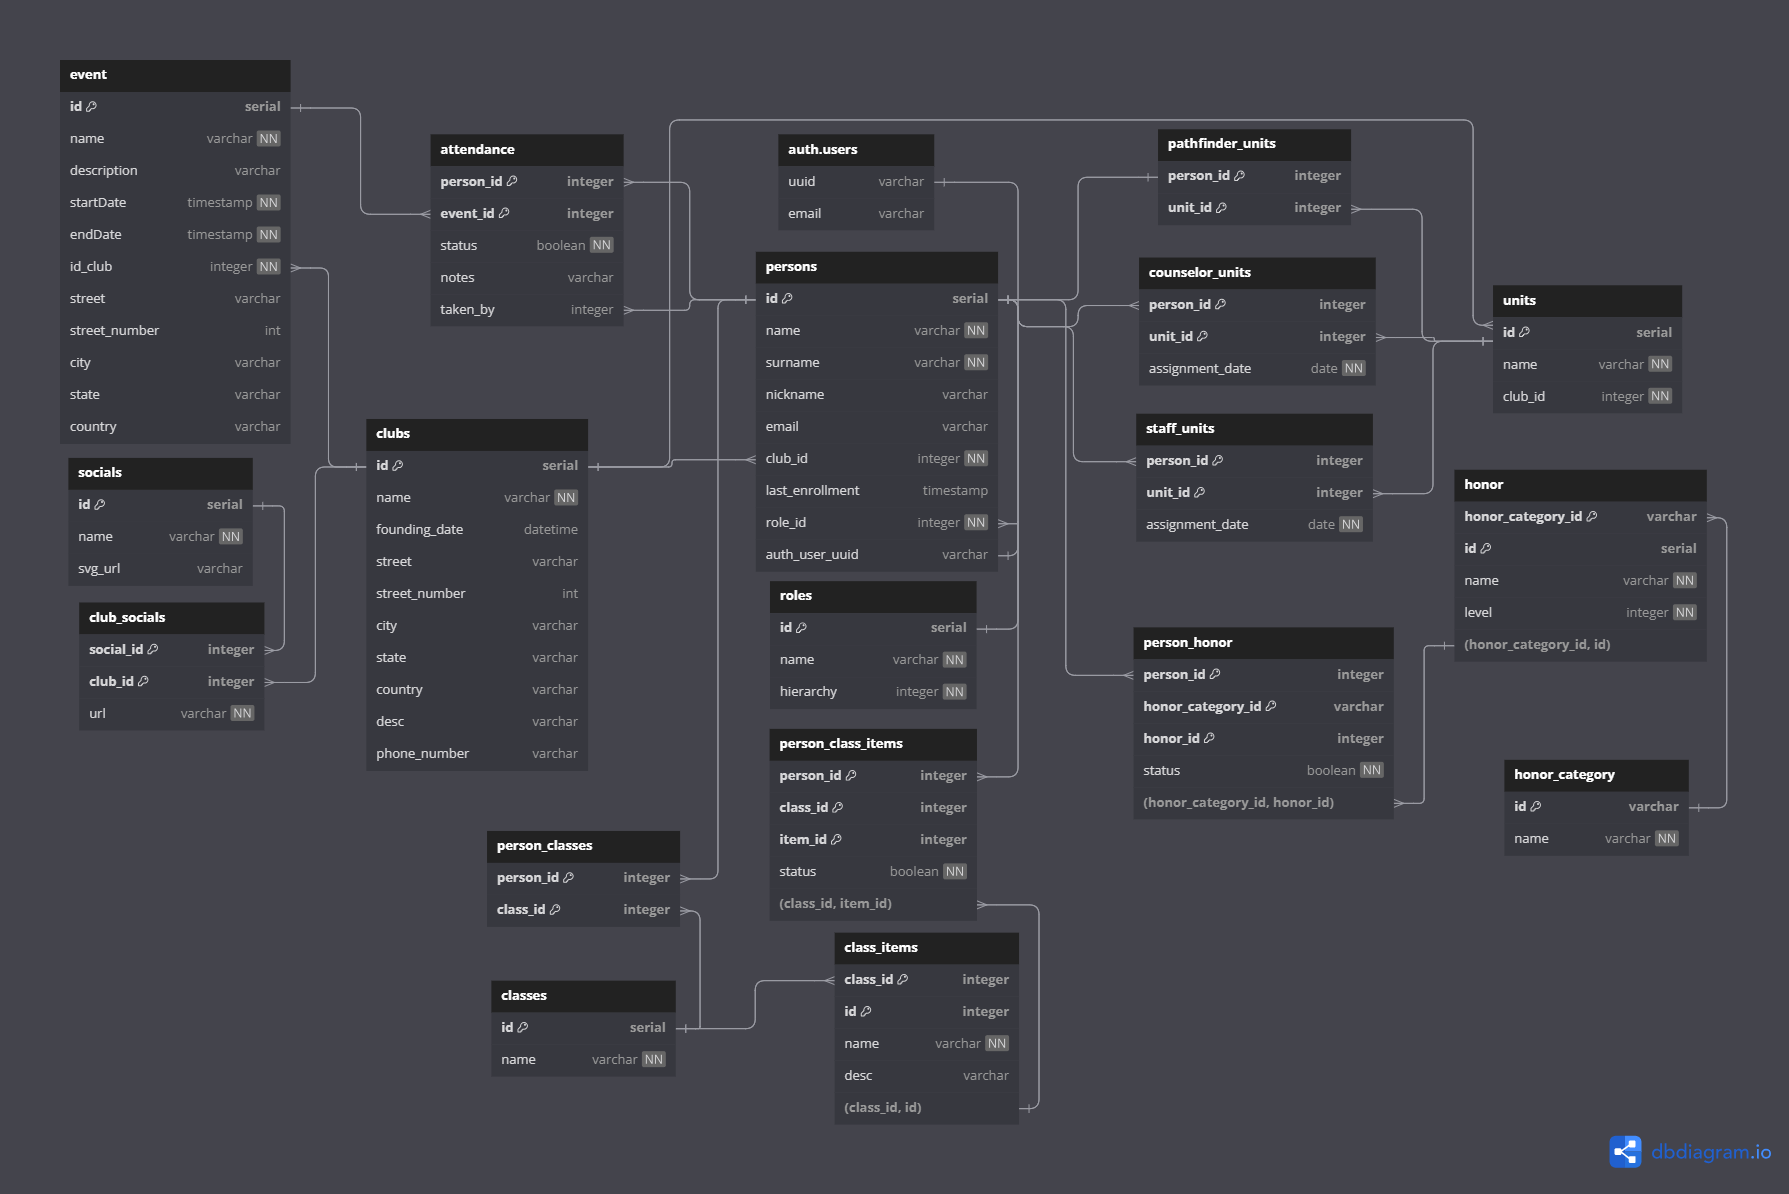 event
id serial
name varchar NN
description varchar
startDate timestamp NN
endDate timestamp NN
id_club integer NN
street varchar
street_number int
city varchar
state varchar
country varchar
attendance
person_id integer
event_id integer
status boolean NN
notes varchar
taken_by integer
auth.users
uuid varchar
email varchar
pathfinder_units
person_id integer
unit_id integer
persons
id serial
name varchar NN
surname varchar NN
nickname varchar
email varchar
club_id integer NN
last_enrollment timestamp
role_id integer NN
auth_user_uuid varchar
counselor_units
person_id integer
unit_id integer
assignment_date date NN
units
id serial
name varchar NN
club_id integer NN
staff_units
person_id integer
unit_id integer
assignment_date date NN
clubs
id serial
name varchar NN
founding_date datetime
street varchar
street_number int
city varchar
state varchar
country varchar
desc varchar
phone_number varchar
socials
id serial
name varchar NN
svg_url varchar
club_socials
social_id integer
club_id integer
url varchar NN
honor
honor_category_id varchar
id serial
name varchar NN
level integer NN
(honor_category_id, id)
roles
id serial
name varchar NN
hierarchy integer NN
person_honor
person_id integer
honor_category_id varchar
honor_id integer
status boolean NN
(honor_category_id, honor_id)
honor_category
id varchar
name varchar NN
person_class_items
person_id integer
class_id integer
item_id integer
status boolean NN
(class_id, item_id)
person_classes
person_id integer
class_id integer
class_items
class_id integer
id integer
name varchar NN
desc varchar
(class_id, id)
classes
id serial
name varchar NN
dbdiagram.io